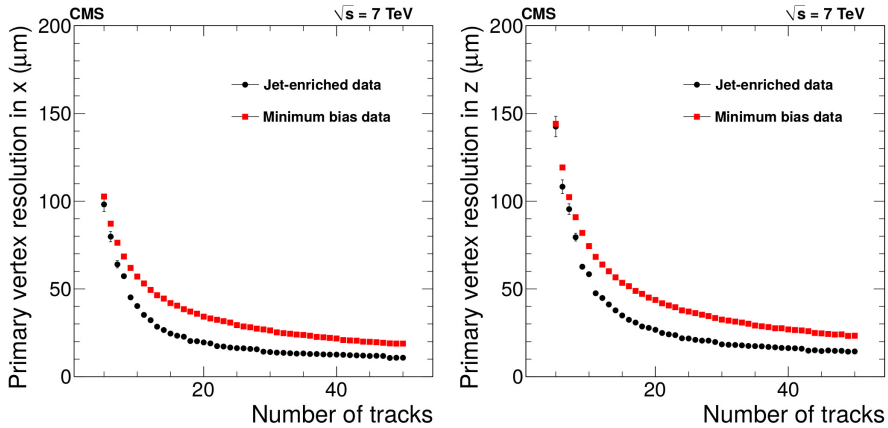 CMS
√s = 7 TeV
Primary vertex resolution in x (μm)
200
150
100
50
0
Jet-enriched data
Minimum bias data
20
40
Number of tracks
CMS
√s = 7 TeV
Primary vertex resolution in z (μm)
200
150
100
50
0
Jet-enriched data
Minimum bias data
20
40
Number of tracks